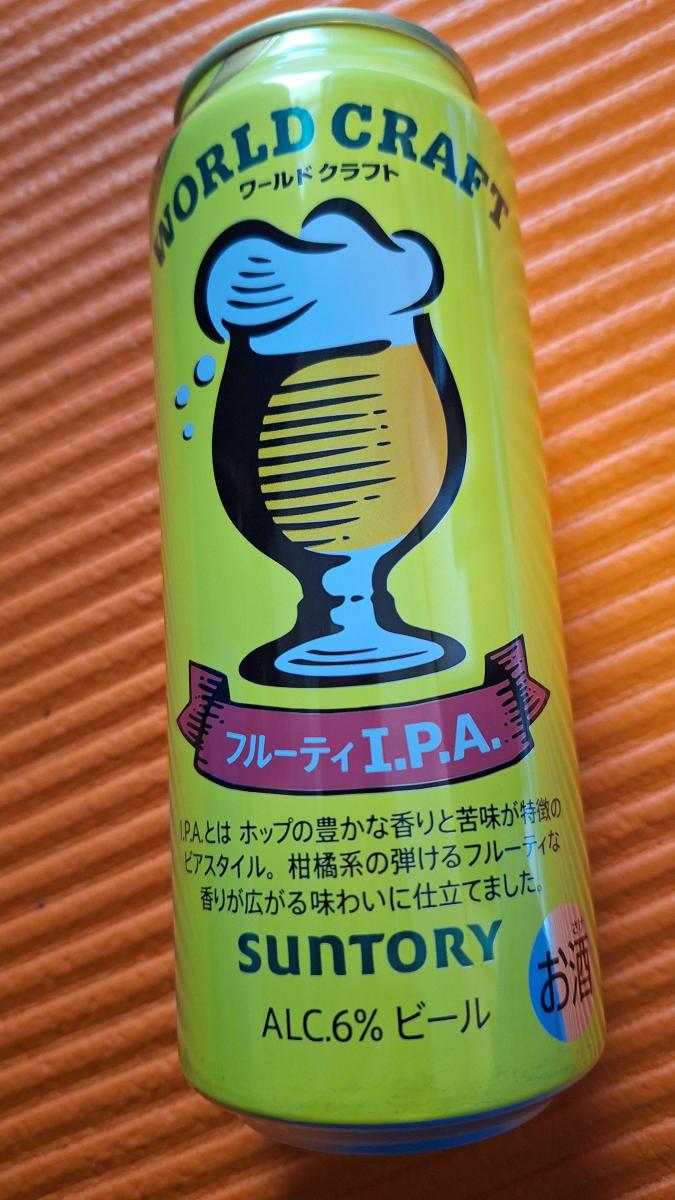 WORLD CRAFT
ワールド クラフト
フルーティ I.P.A.
I.P.A.とは ホップの豊かな香りと苦味が特徴の
ビアスタイル。柑橘系の弾けるフルーティな
香りが広がる味わいに仕立てました。
SUNTORY
さけ
お酒
ALC.6% ビール